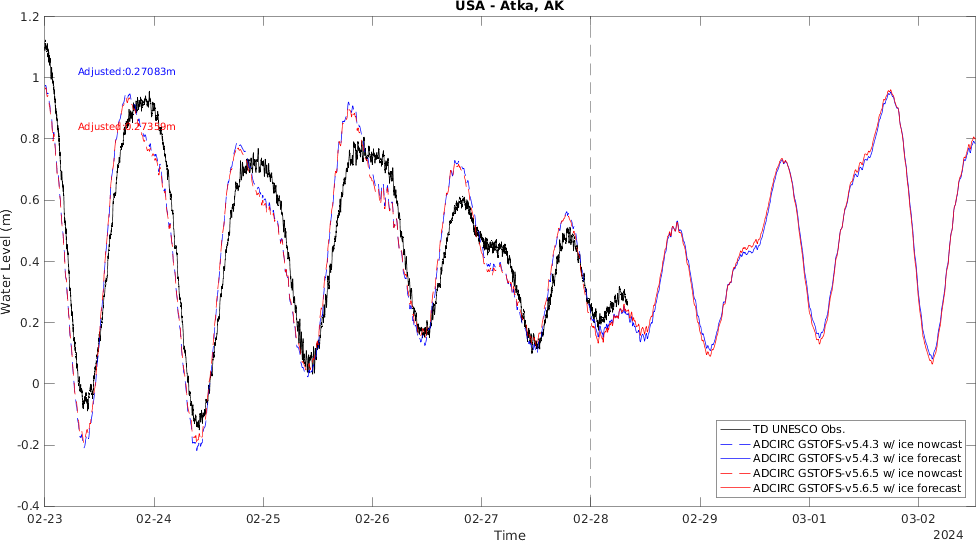 USA - Atka, AK
1.2
1
0.8
0.6
0.4
0.2
0
-0.2
-0.4
Water Level (m)
Adjusted:0.27083m
Adjusted:0.27359m
TD UNESCO Obs.
ADCIRC GSTOFS-v5.4.3 w/ ice nowcast
ADCIRC GSTOFS-v5.4.3 w/ ice forecast
ADCIRC GSTOFS-v5.6.5 w/ ice nowcast
ADCIRC GSTOFS-v5.6.5 w/ ice forecast
02-23 02-24 02-25 02-26 02-27 02-28 02-29 03-01 03-02
Time
2024